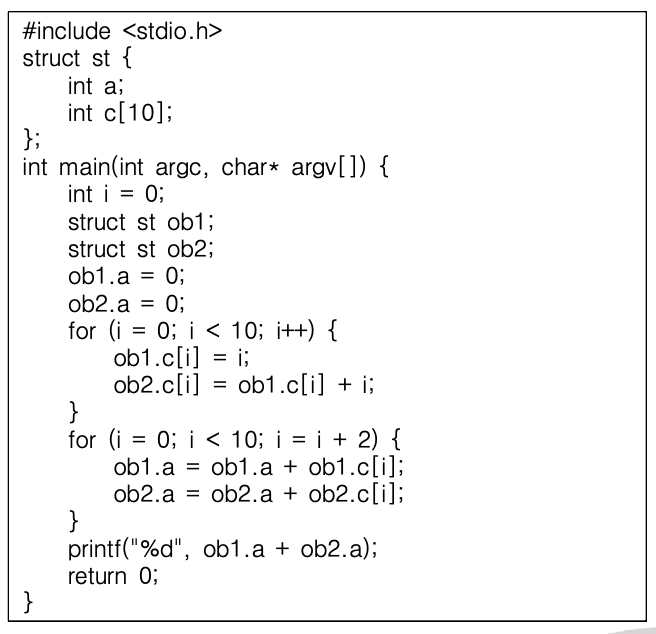 #include <stdio.h>
struct st {
    int a;
    int c[10];
};
int main(int argc, char* argv[]) {
    int i = 0;
    struct st ob1;
    struct st ob2;
    ob1.a = 0;
    ob2.a = 0;
    for (i = 0; i < 10; i++) {
        ob1.c[i] = i;
        ob2.c[i] = ob1.c[i] + i;
    }
    for (i = 0; i < 10; i = i + 2) {
        ob1.a = ob1.a + ob1.c[i];
        ob2.a = ob2.a + ob2.c[i];
    }
    printf("%d", ob1.a + ob2.a);
    return 0;
}